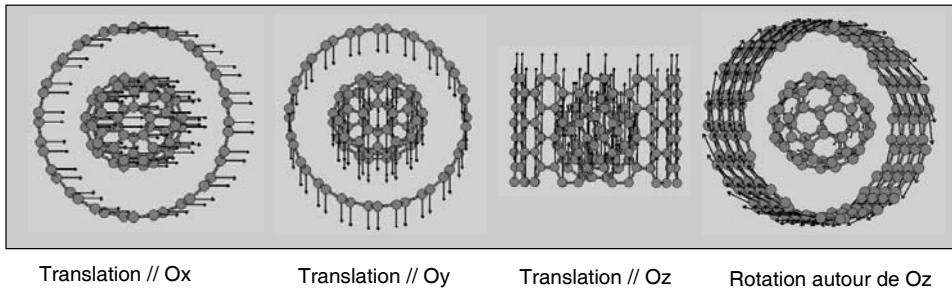 Translation // Ox
Translation // Oy
Translation // Oz
Rotation autour de Oz